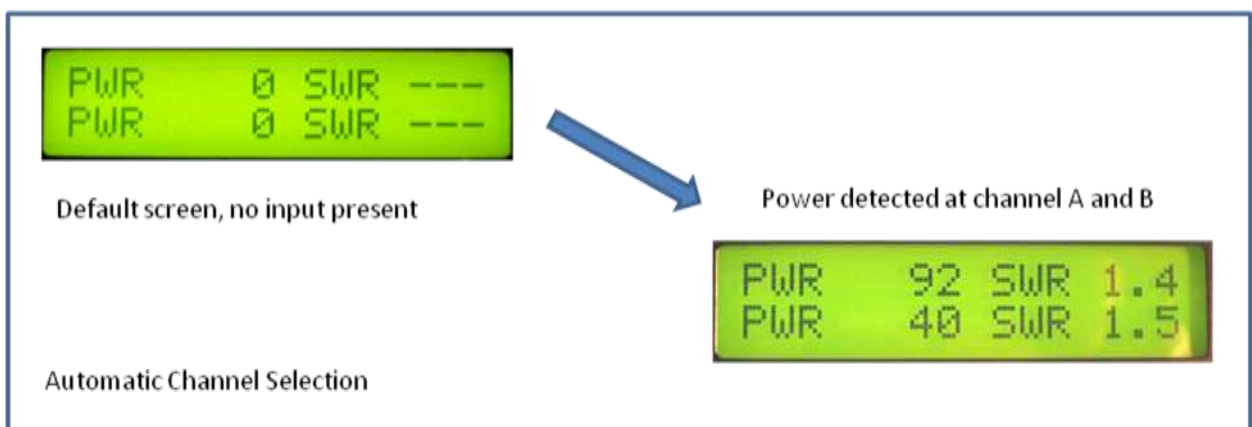 PWR 0 SWR ---
PWR 0 SWR ---
Default screen, no input present
Power detected at channel A and B
PWR 92 SWR 1.4
PWR 40 SWR 1.5
Automatic Channel Selection